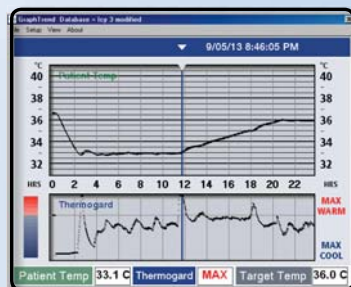 GraphTrend Database - Icy 3 modified
File Setup View About
9/05/13 8:46:05 PM
°C °C
Patient Temp
40 40
38 38
36 36
34 34
32 32
HRS 0 2 4 6 8 10 12 14 16 18 20 22 HRS
Thermogard
MAX
WARM
MAX
COOL
Patient Temp 33.1 C Thermogard MAX Target Temp 36.0 C